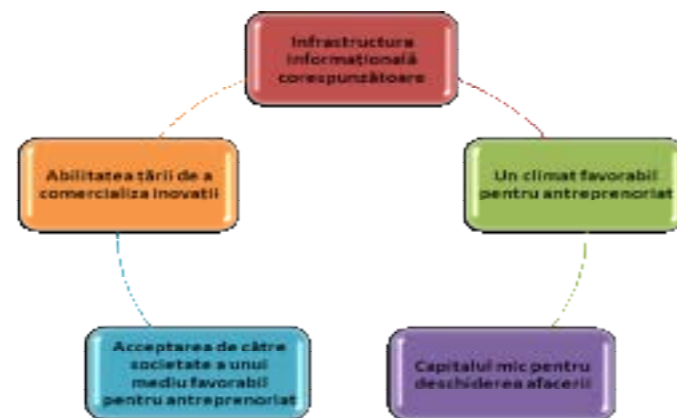 Infrastructura
informațională
corespunzătoare
Un climat favorabil
pentru antreprenoriat
Capitalul mic pentru
deschiderea afacerii
Acceptarea de către
societate a unui
mediu favorabil
pentru antreprenoriat
Abilitatea țării de a
comercializa inovații